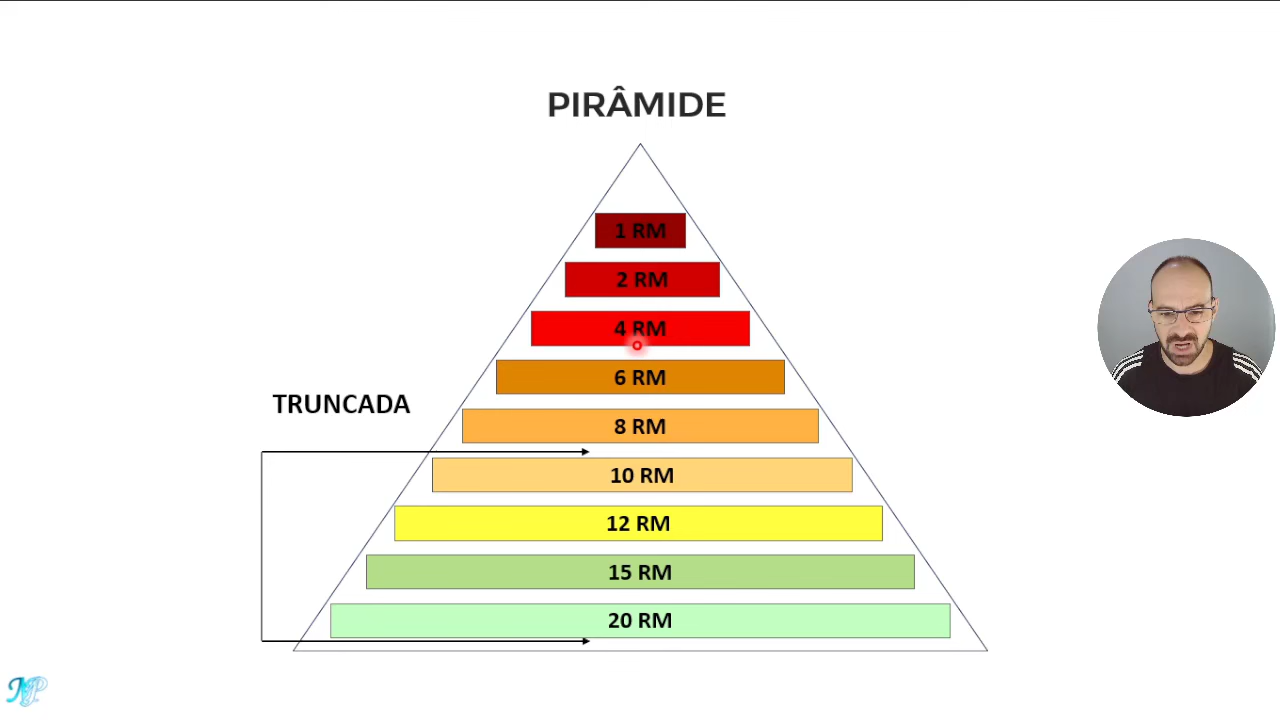 PIRÂMIDE
1 RM
2 RM
4 RM
6 RM
TRUNCADA
8 RM
10 RM
12 RM
15 RM
20 RM